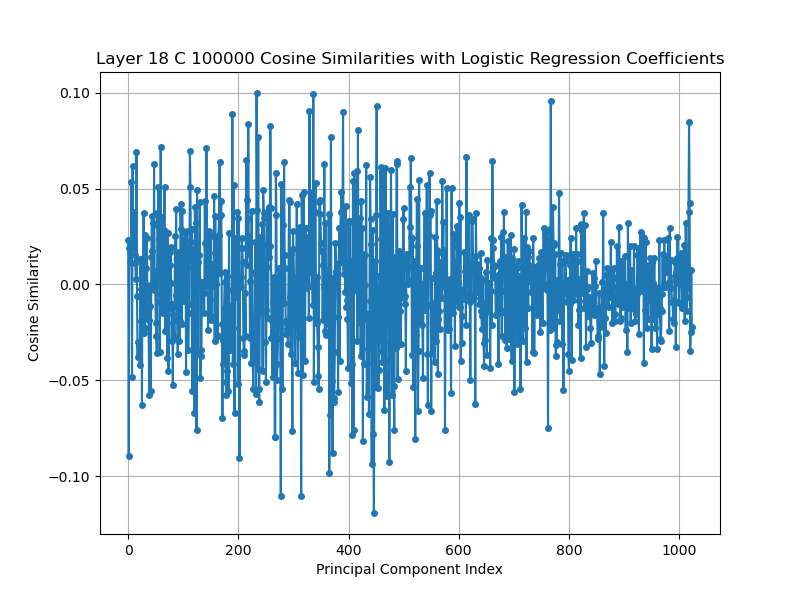 Layer 18 C 100000 Cosine Similarities with Logistic Regression Coefficients
0.10
0.05
0.00
−0.05
−0.10
Cosine Similarity
0 200 400 600 800 1000
Principal Component Index